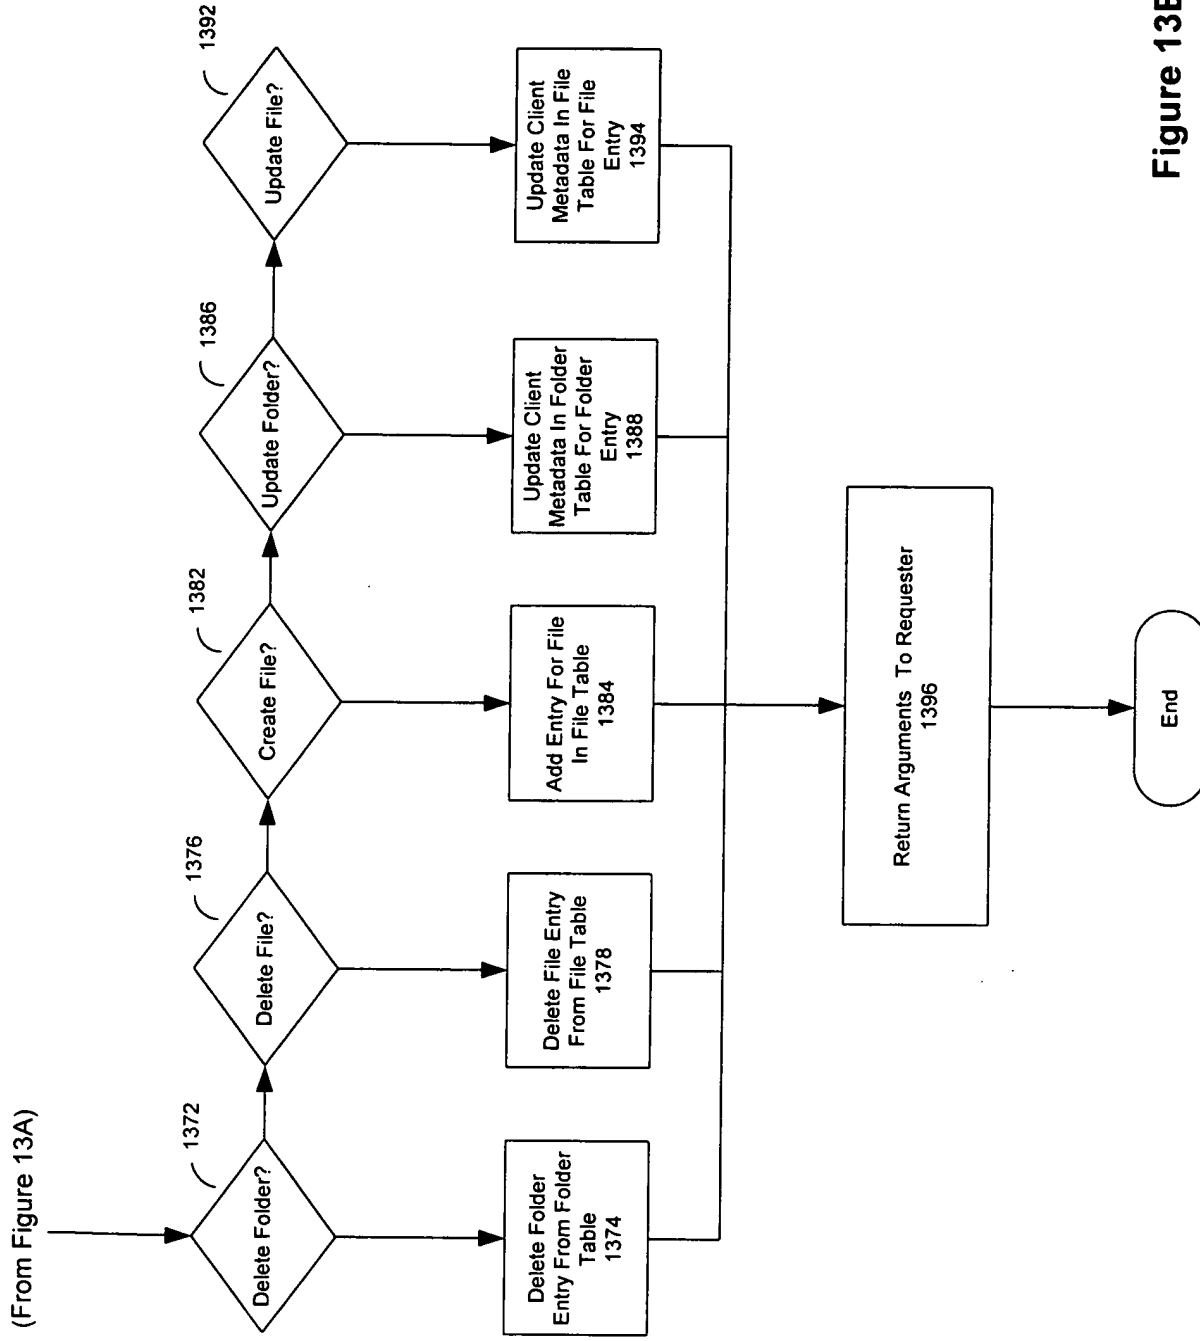 (From Figure 13A)
1372
Delete Folder?
1376
Delete File?
1382
Create File?
1386
Update Folder?
1392
Update File?
Delete Folder
Entry From Folder
Table
1374
Delete File Entry
From File Table
1378
Add Entry For File
In File Table
1384
Update Client
Metadata In Folder
Table For Folder
Entry
1388
Update Client
Metadata In File
Table For File
Entry
1394
Return Arguments To Requester
1396
End
Figure 13B